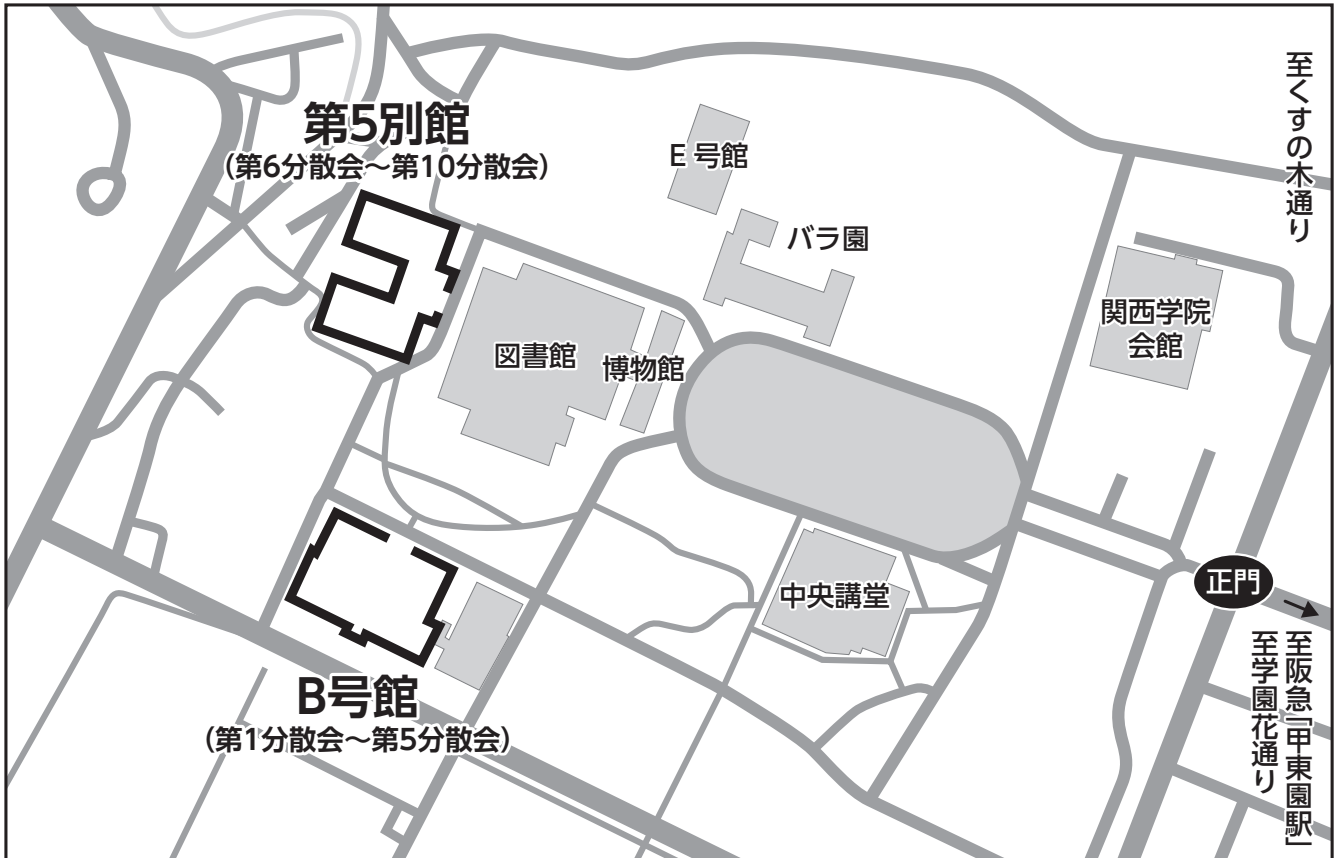 第5別館
（第6分散会～第10分散会）
E 号館
バラ園
至くすの木通り
関西学院
会館
図書館
博物館
中央講堂
正門
至阪急「甲東園駅」
至学園花通り
B号館
（第1分散会～第5分散会）